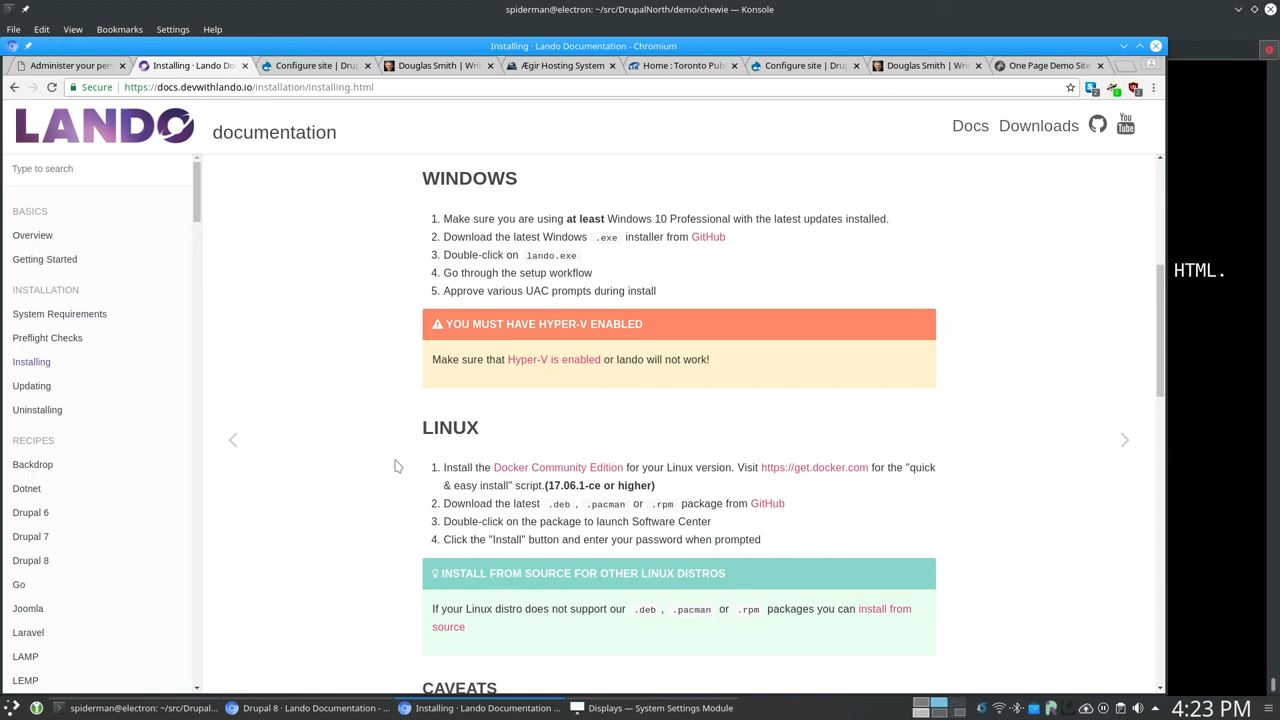 spiderman@electron: ~/src/DrupalNorth/demo/chewie — Konsole
File Edit View Bookmarks Settings Help
Installing · Lando Documentation - Chromium
Administer your pers
Installing · Lando Do
Configure site | Drup
Douglas Smith | Writ
Ægir Hosting System
Home : Toronto Pub
Configure site | Drup
Douglas Smith | Writ
One Page Demo Site
Secure https://docs.devwithlando.io/installation/installing.html
LANDO documentation
Docs Downloads You Tube
Type to search
BASICS
Overview
Getting Started
INSTALLATION
System Requirements
Preflight Checks
Installing
Updating
Uninstalling
RECIPES
Backdrop
Dotnet
Drupal 6
Drupal 7
Drupal 8
Go
Joomla
Laravel
LAMP
LEMP
WINDOWS
1. Make sure you are using at least Windows 10 Professional with the latest updates installed.
2. Download the latest Windows .exe installer from GitHub
3. Double-click on lando.exe
4. Go through the setup workflow
5. Approve various UAC prompts during install
YOU MUST HAVE HYPER-V ENABLED
Make sure that Hyper-V is enabled or lando will not work!
LINUX
1. Install the Docker Community Edition for your Linux version. Visit https://get.docker.com for the "quick
& easy install" script.(17.06.1-ce or higher)
2. Download the latest .deb, .pacman or .rpm package from GitHub
3. Double-click on the package to launch Software Center
4. Click the "Install" button and enter your password when prompted
INSTALL FROM SOURCE FOR OTHER LINUX DISTROS
If your Linux distro does not support our .deb, .pacman or .rpm packages you can install from
source
CAVEATS
HTML.
spiderman@electron: ~/src/Drupal...
Drupal 8 · Lando Documentation - ...
Installing · Lando Documentation ...
Displays — System Settings Module
4:23 PM